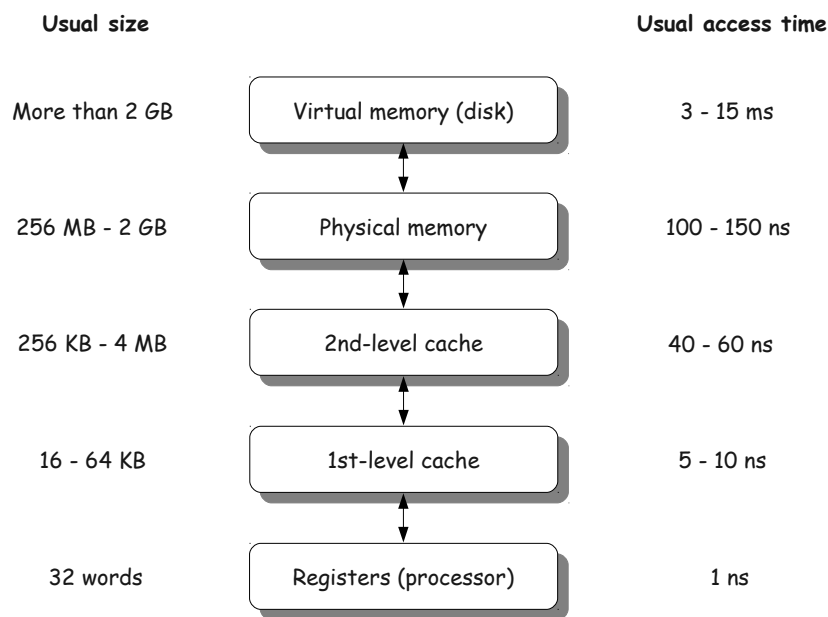 Usual size
Usual access time
More than 2 GB
Virtual memory (disk)
3 - 15 ms
256 MB - 2 GB
Physical memory
100 - 150 ns
256 KB - 4 MB
2nd-level cache
40 - 60 ns
16 - 64 KB
1st-level cache
5 - 10 ns
32 words
Registers (processor)
1 ns